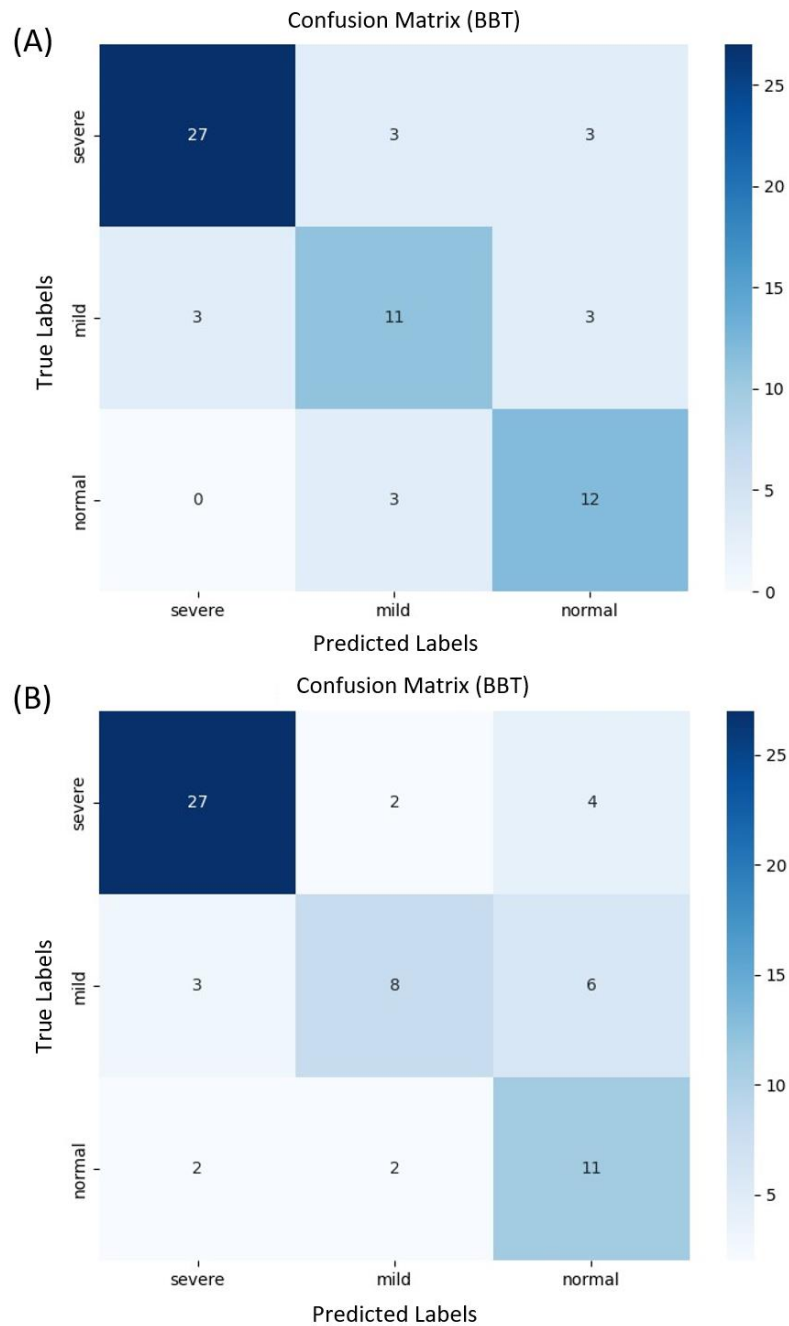 (A)
Confusion Matrix (BBT)
severe
27 3 3
mild
3 11 3
normal
0 3 12
True Labels
severe mild normal
Predicted Labels
25
20
15
10
5
0
(B)
Confusion Matrix (BBT)
severe
27 2 4
mild
3 8 6
normal
2 2 11
True Labels
severe mild normal
Predicted Labels
25
20
15
10
5